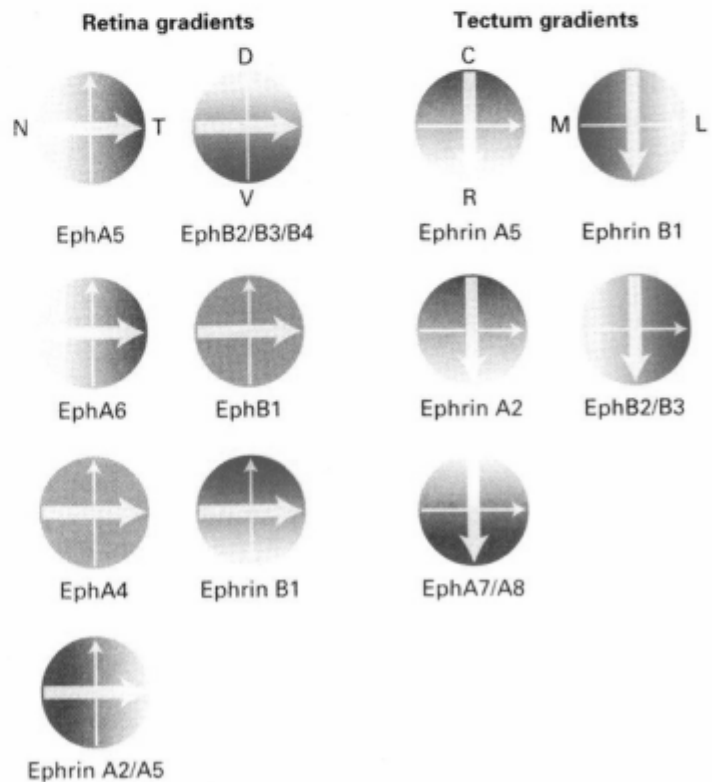 Retina gradients
Tectum gradients
D
C
N
T
M
L
V
R
EphA5
EphB2/B3/B4
Ephrin A5
Ephrin B1
EphA6
EphB1
Ephrin A2
EphB2/B3
EphA4
Ephrin B1
EphA7/A8
Ephrin A2/A5